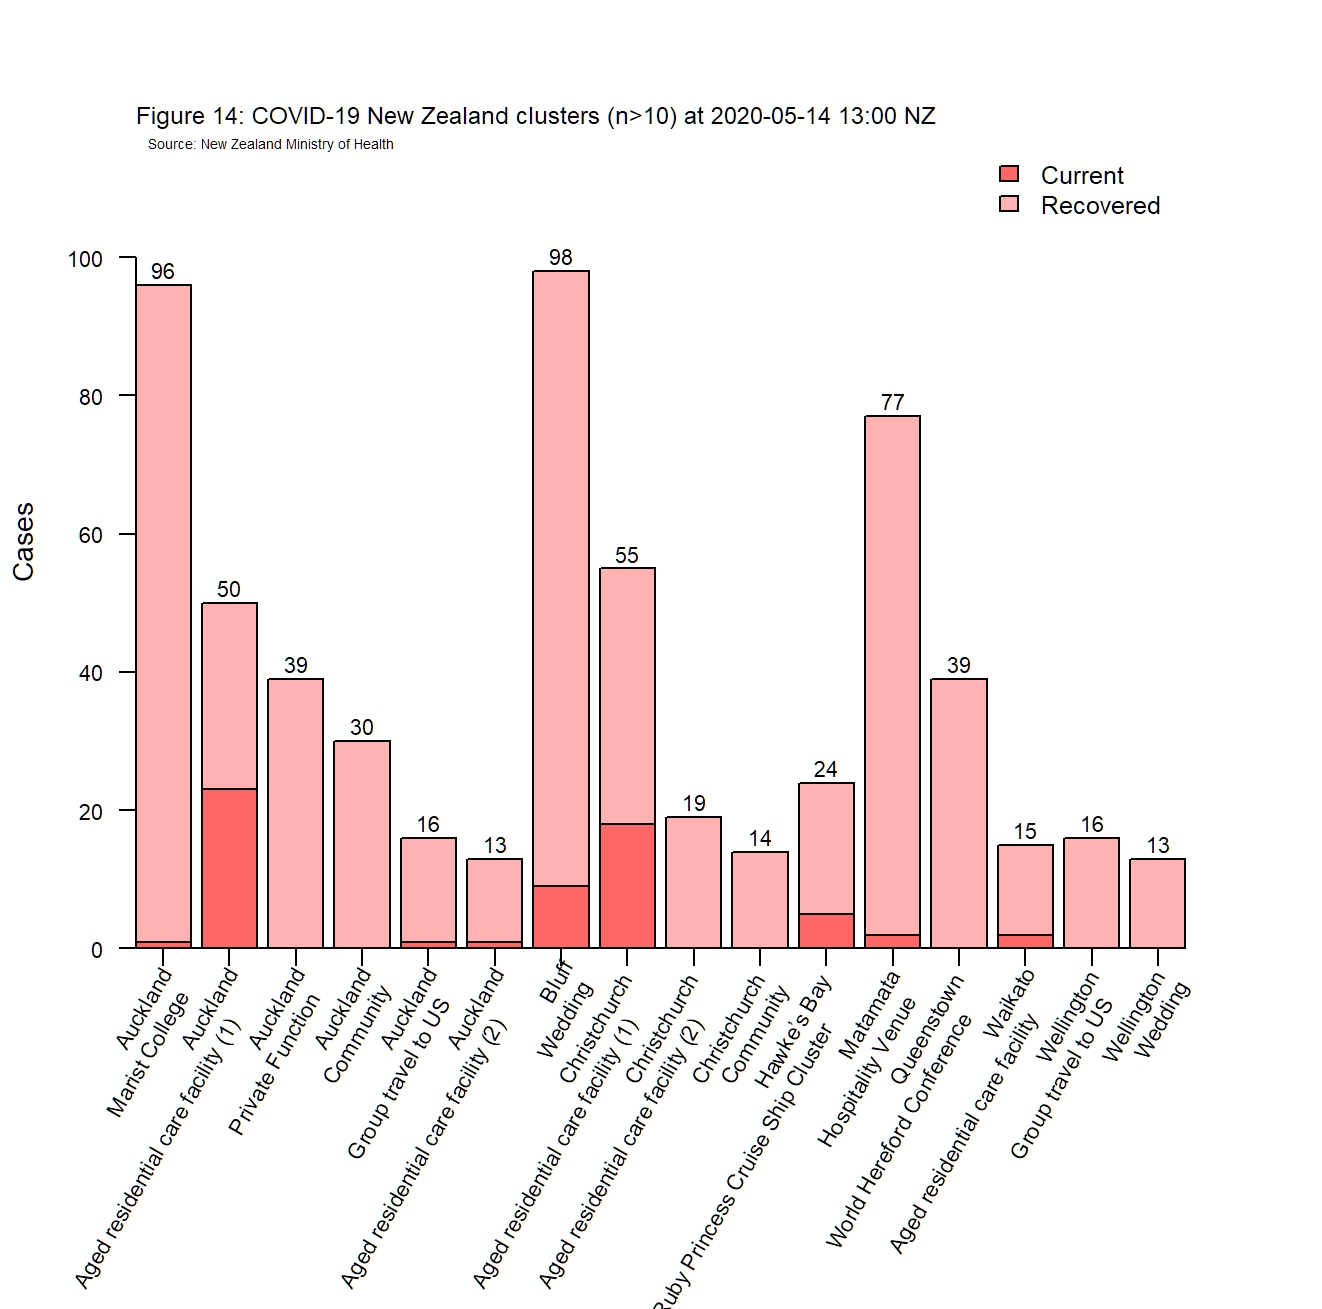 Figure 14: COVID-19 New Zealand clusters (n>10) at 2020-05-14 13:00 NZ
Source: New Zealand Ministry of Health
Current
Recovered
Cases
100
80
60
40
20
0
96
50
39
30
16
13
98
55
19
14
24
77
39
15
16
13
Auckland
Marist College
Auckland
Aged residential care facility (1)
Auckland
Private Function
Auckland
Community
Auckland
Group travel to US
Auckland
Aged residential care facility (2)
Bluff
Wedding
Christchurch
Aged residential care facility (1)
Christchurch
Aged residential care facility (2)
Christchurch
Community
Hawke's Bay
Ruby Princess Cruise Ship Cluster
Matamata
Hospitality Venue
Queenstown
World Hereford Conference
Waikato
Aged residential care facility
Wellington
Group travel to US
Wellington
Wedding